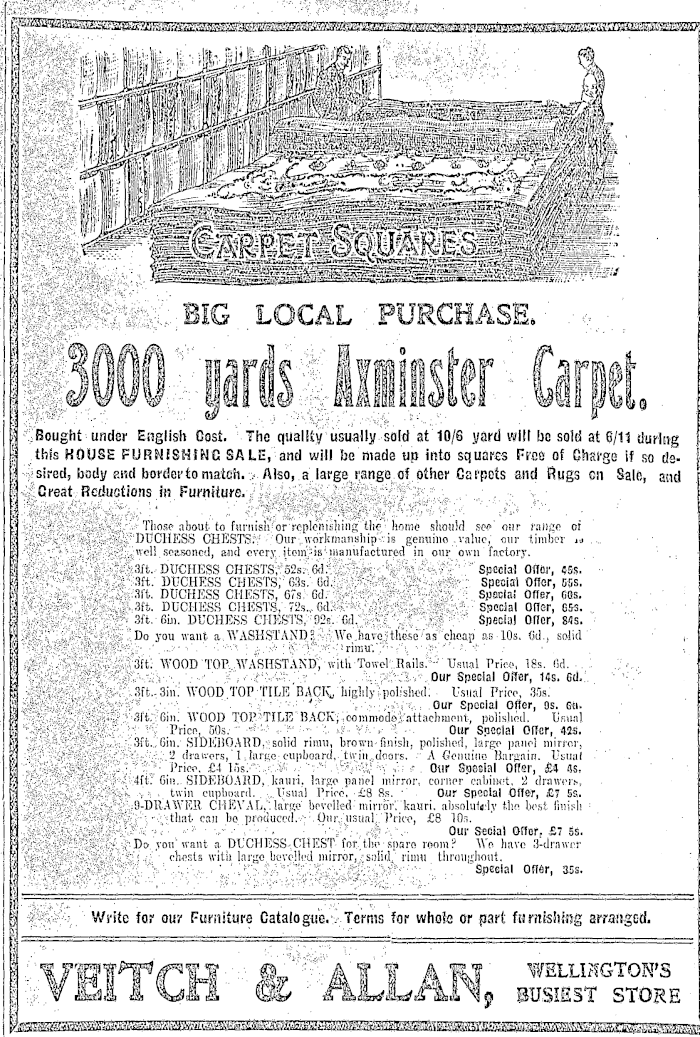 CARPET SQUARES
BIG LOCAL PURCHASE.
3000 yards Axminster Carpet.
Bought under English Cost. The quality usually sold at 10/6 yard will be sold at 6/11 during
this HOUSE FURNISHING SALE, and will be made up into squares Free of Charge if so de-
sired, body and border to match. Also, a large range of other Carpets and Rugs on Sale, and
Great Reductions in Furniture.
Those about to furnish or replenishing the home should see our range of
DUCHESS CHESTS. Our workmanship is genuine value, our timber is
well seasoned, and every item is manufactured in our own factory.
3ft. DUCHESS CHESTS, 52s. 6d. Special Offer, 45s.
3ft. DUCHESS CHESTS, 63s. 6d. Special Offer, 55s.
3ft. DUCHESS CHESTS, 67s. 6d. Special Offer, 60s.
3ft. DUCHESS CHESTS, 72s. 6d. Special Offer, 65s.
3ft. 6in. DUCHESS CHESTS, 92s. 6d. Special Offer, 84s.
Do you want a WASHSTAND? We have these as cheap as 10s. 6d., solid
rimu.
3ft. WOOD TOP WASHSTAND, with Towel Rails. Usual Price, 18s. 6d.
Our Special Offer, 14s. 6d.
3ft. 3in. WOOD TOP TILE BACK, highly polished. Usual Price, 35s.
Our Special Offer, 9s. 6d.
3ft. 6in. WOOD TOP TILE BACK, commode attachment, polished. Usual
Price, 50s. Our Special Offer, 42s.
3ft. 6in. SIDEBOARD, solid rimu, brown finish, polished, large panel mirror,
2 drawers, 1 large cupboard, twin doors. A Genuine Bargain. Usual
Price, £4 15s. Our Special Offer, £4 4s.
4ft. 6in. SIDEBOARD, kauri, large panel mirror, corner cabinet, 2 drawers,
twin cupboard. Usual Price, £8 8s. Our Special Offer, £7 5s.
9-DRAWER CHEVAL, large bevelled mirror, kauri, absolutely the best finish
that can be produced. Our usual Price, £8 10s.
Our Secial Offer, £7 5s.
Do you want a DUCHESS CHEST for the spare room? We have 3-drawer
chests with large bevelled mirror, solid rimu throughout.
Special Offer, 35s.
Write for our Furniture Catalogue. Terms for whole or part furnishing arranged.
VEITCH & ALLAN, WELLINGTON'S
BUSIEST STORE